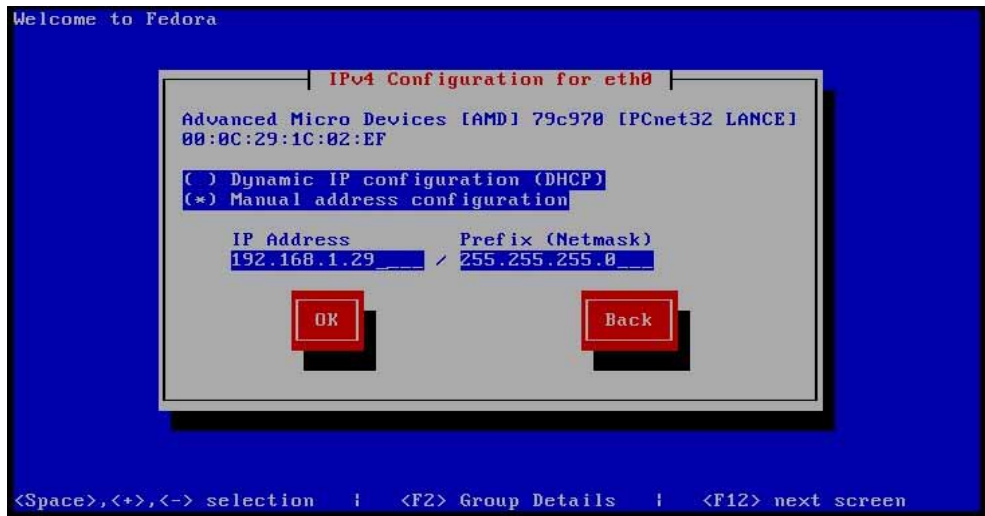 Welcome to Fedora
IPv4 Configuration for eth0
Advanced Micro Devices [AMD] 79c970 [PCnet32 LANCE]
00:0C:29:1C:02:EF
( ) Dynamic IP configuration (DHCP)
(*) Manual address configuration
IP Address Prefix (Netmask)
192.168.1.29____ / 255.255.255.0___
OK Back
<Space>,<+>,<-> selection | <F2> Group Details | <F12> next screen